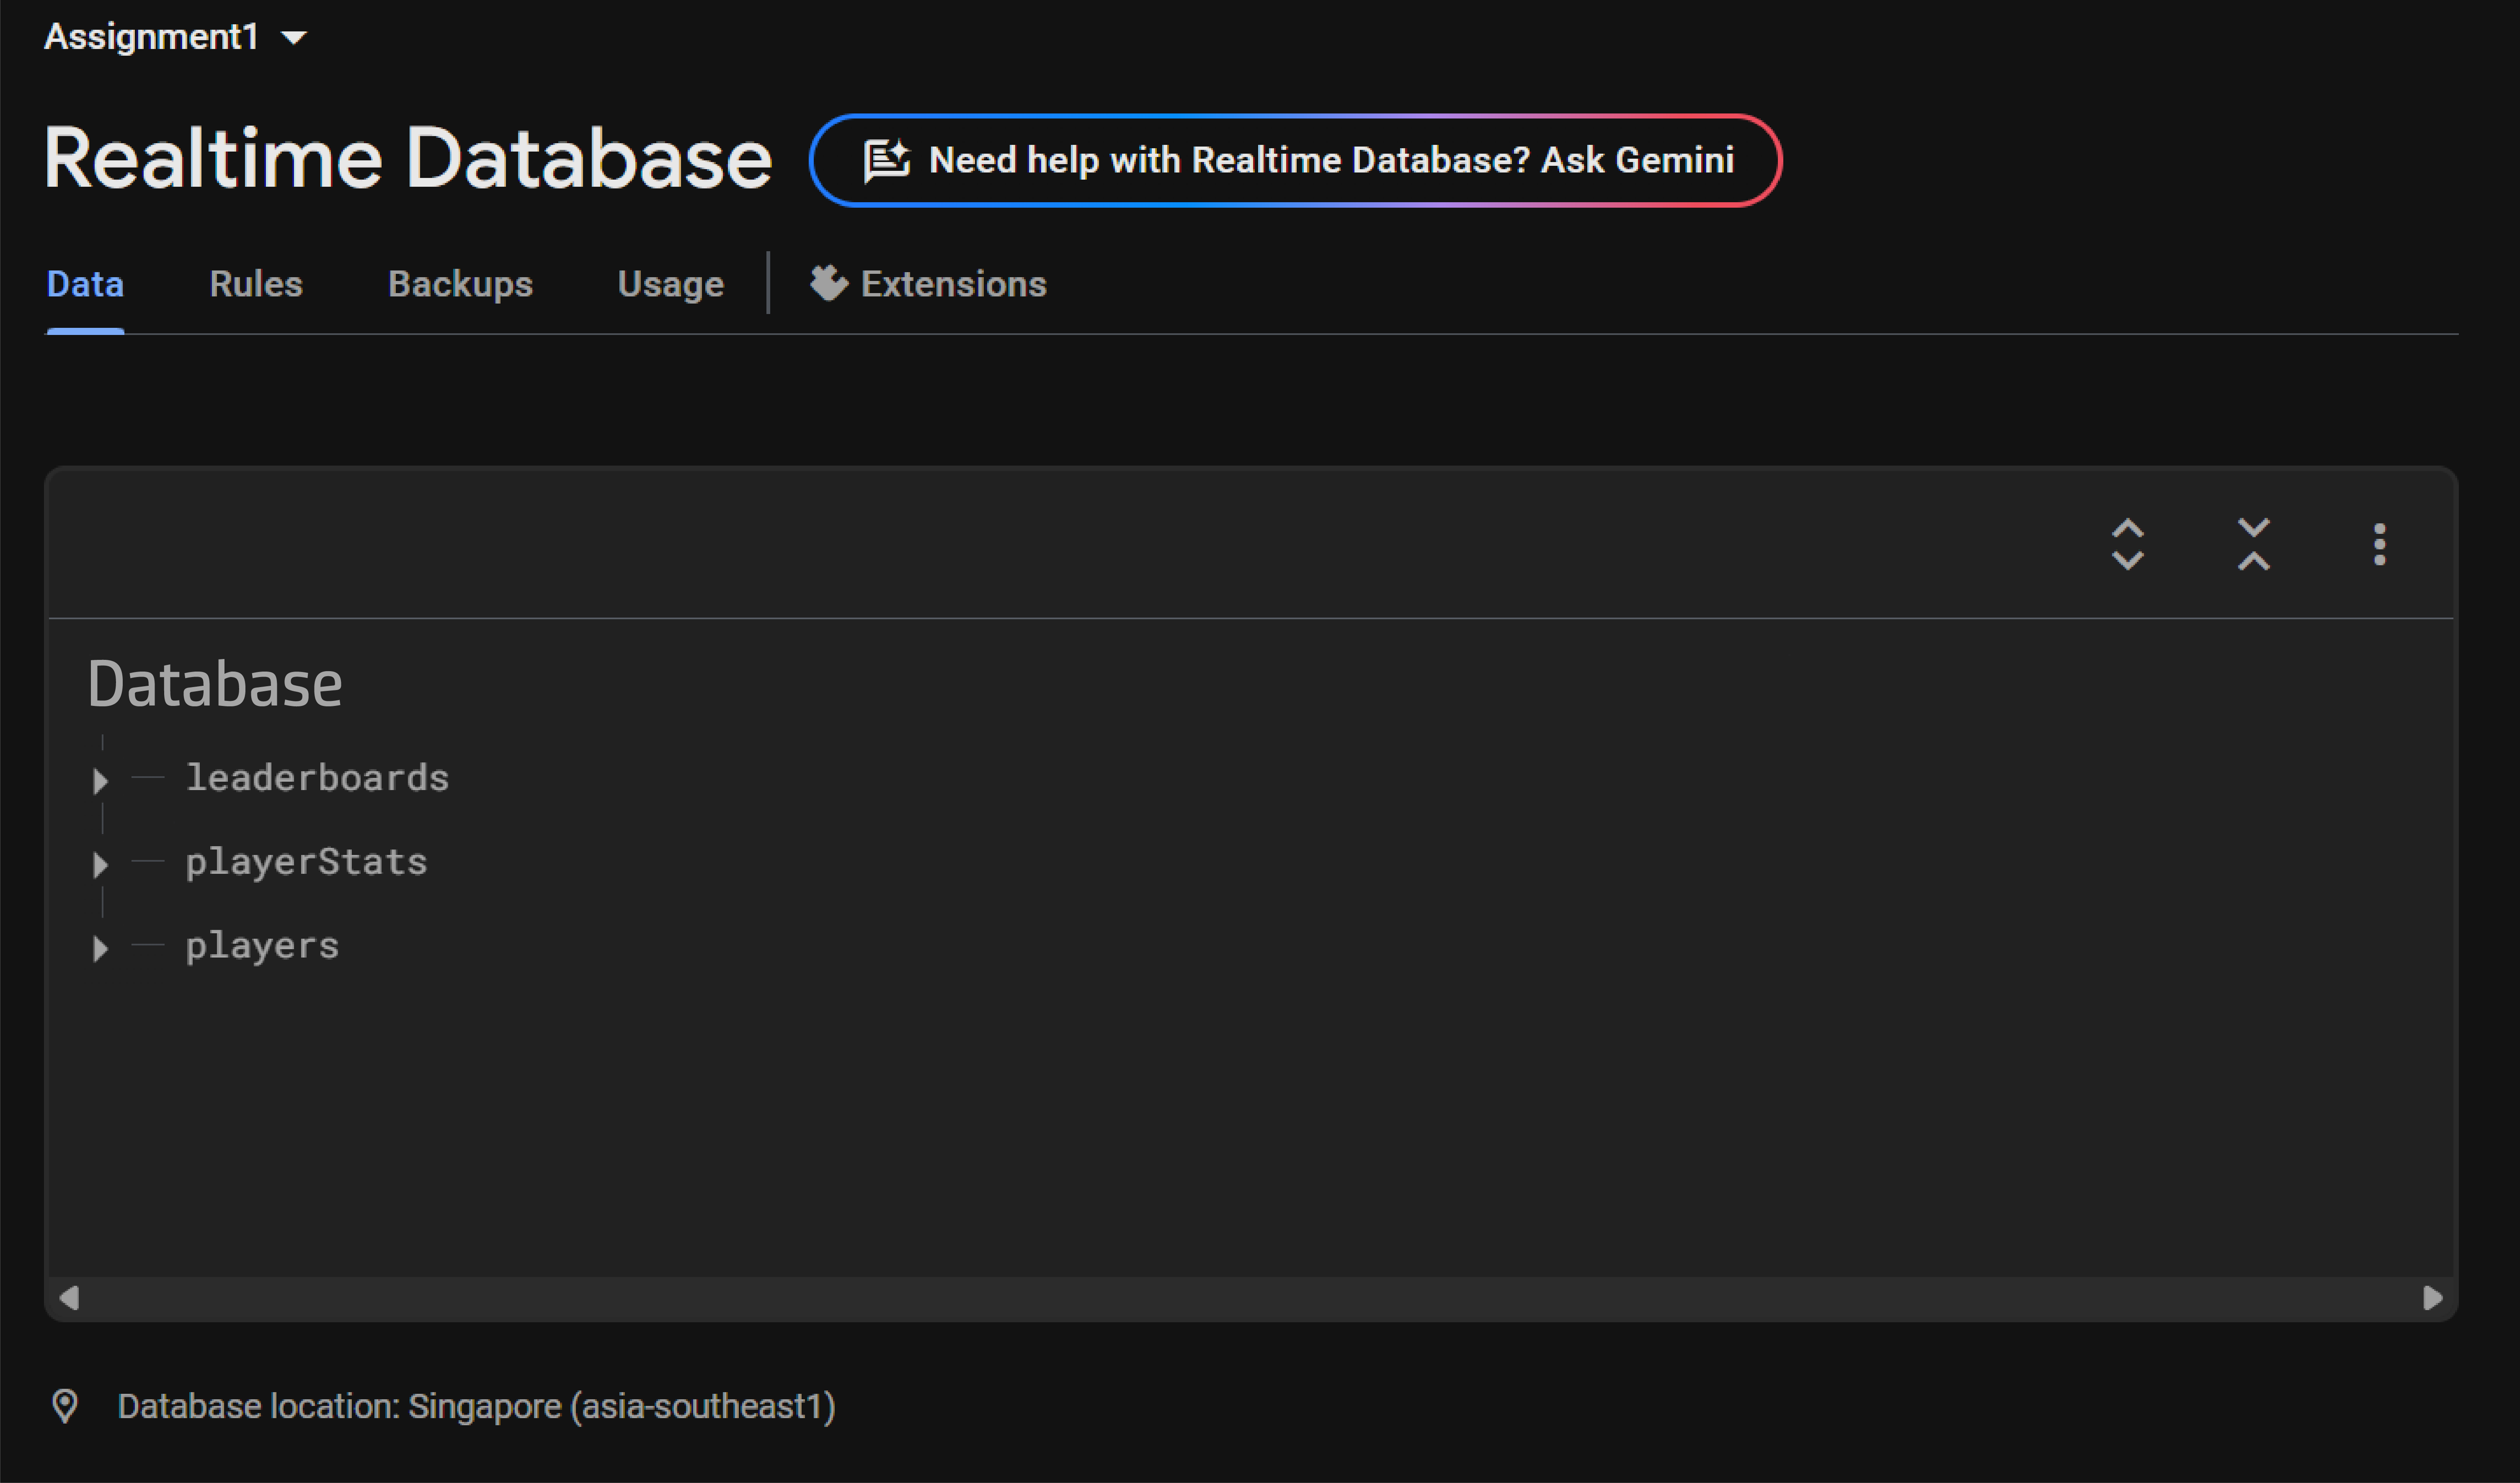 Assignment1
Realtime Database
Need help with Realtime Database? Ask Gemini
Data Rules Backups Usage Extensions
Database
leaderboards
playerStats
players
Database location: Singapore (asia-southeast1)